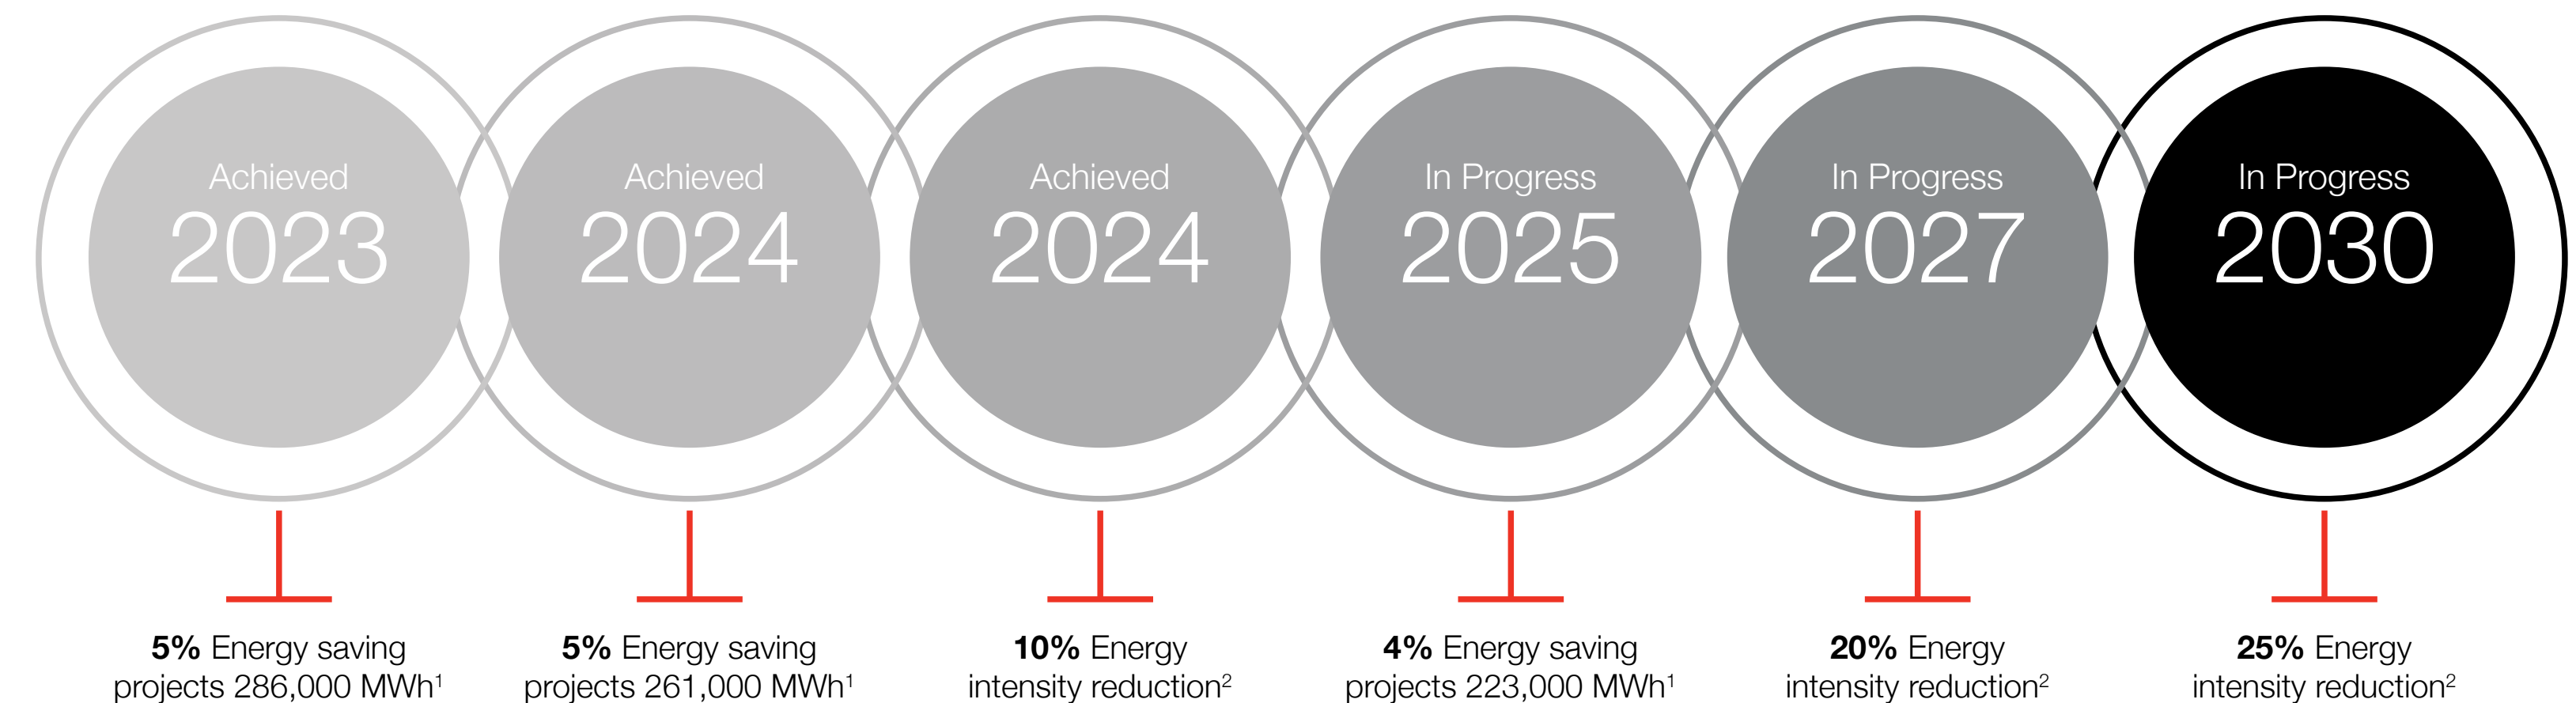 Achieved
2023
5% Energy saving
projects 286,000 MWh¹
Achieved
2024
5% Energy saving
projects 261,000 MWh¹
Achieved
2024
10% Energy
intensity reduction²
In Progress
2025
4% Energy saving
projects 223,000 MWh¹
In Progress
2027
20% Energy
intensity reduction²
In Progress
2030
25% Energy
intensity reduction²